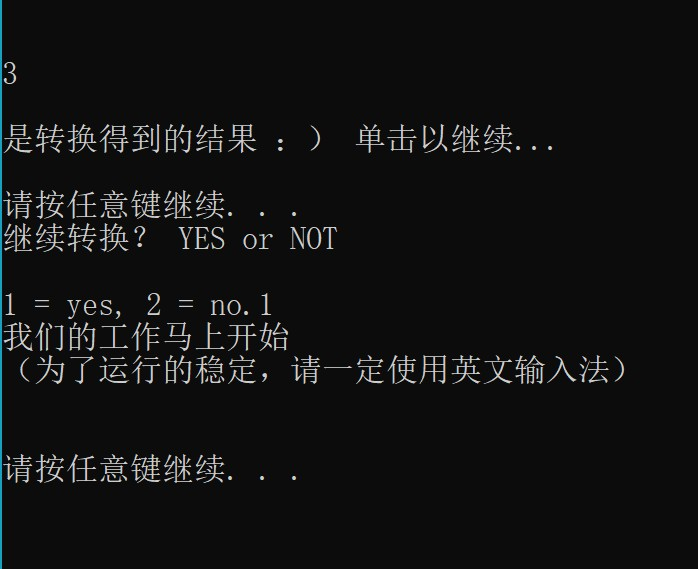 3
是转换得到的结果 :） 单击以继续...
请按任意键继续. . .
继续转换? YES or NOT
1 = yes, 2 = no.1
我们的工作马上开始
（为了运行的稳定，请一定使用英文输入法）
请按任意键继续. . .